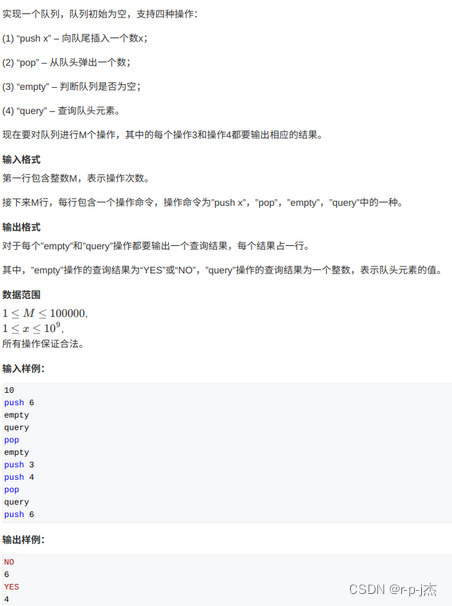 实现一个队列，队列初始为空，支持四种操作：
(1) “push x” – 向队尾插入一个数x；
(2) “pop” – 从队头弹出一个数；
(3) “empty” – 判断队列是否为空；
(4) “query” – 查询队头元素。
现在要对队列进行M个操作，其中的每个操作3和操作4都要输出相应的结果。
输入格式
第一行包含整数M，表示操作次数。
接下来M行，每行包含一个操作命令，操作命令为”push x”，”pop”，”empty”，”query”中的一种。
输出格式
对于每个”empty”和”query”操作都要输出一个查询结果，每个结果占一行。
其中，”empty”操作的查询结果为“YES”或“NO”，”query”操作的查询结果为一个整数，表示队头元素的值。
数据范围
1 ≤ M ≤ 100000,
1 ≤ x ≤ 10⁹,
所有操作保证合法。
输入样例：
10
push 6
empty
query
pop
empty
push 3
push 4
pop
query
push 6
输出样例：
NO
6
YES
4
CSDN @r-p-j杰